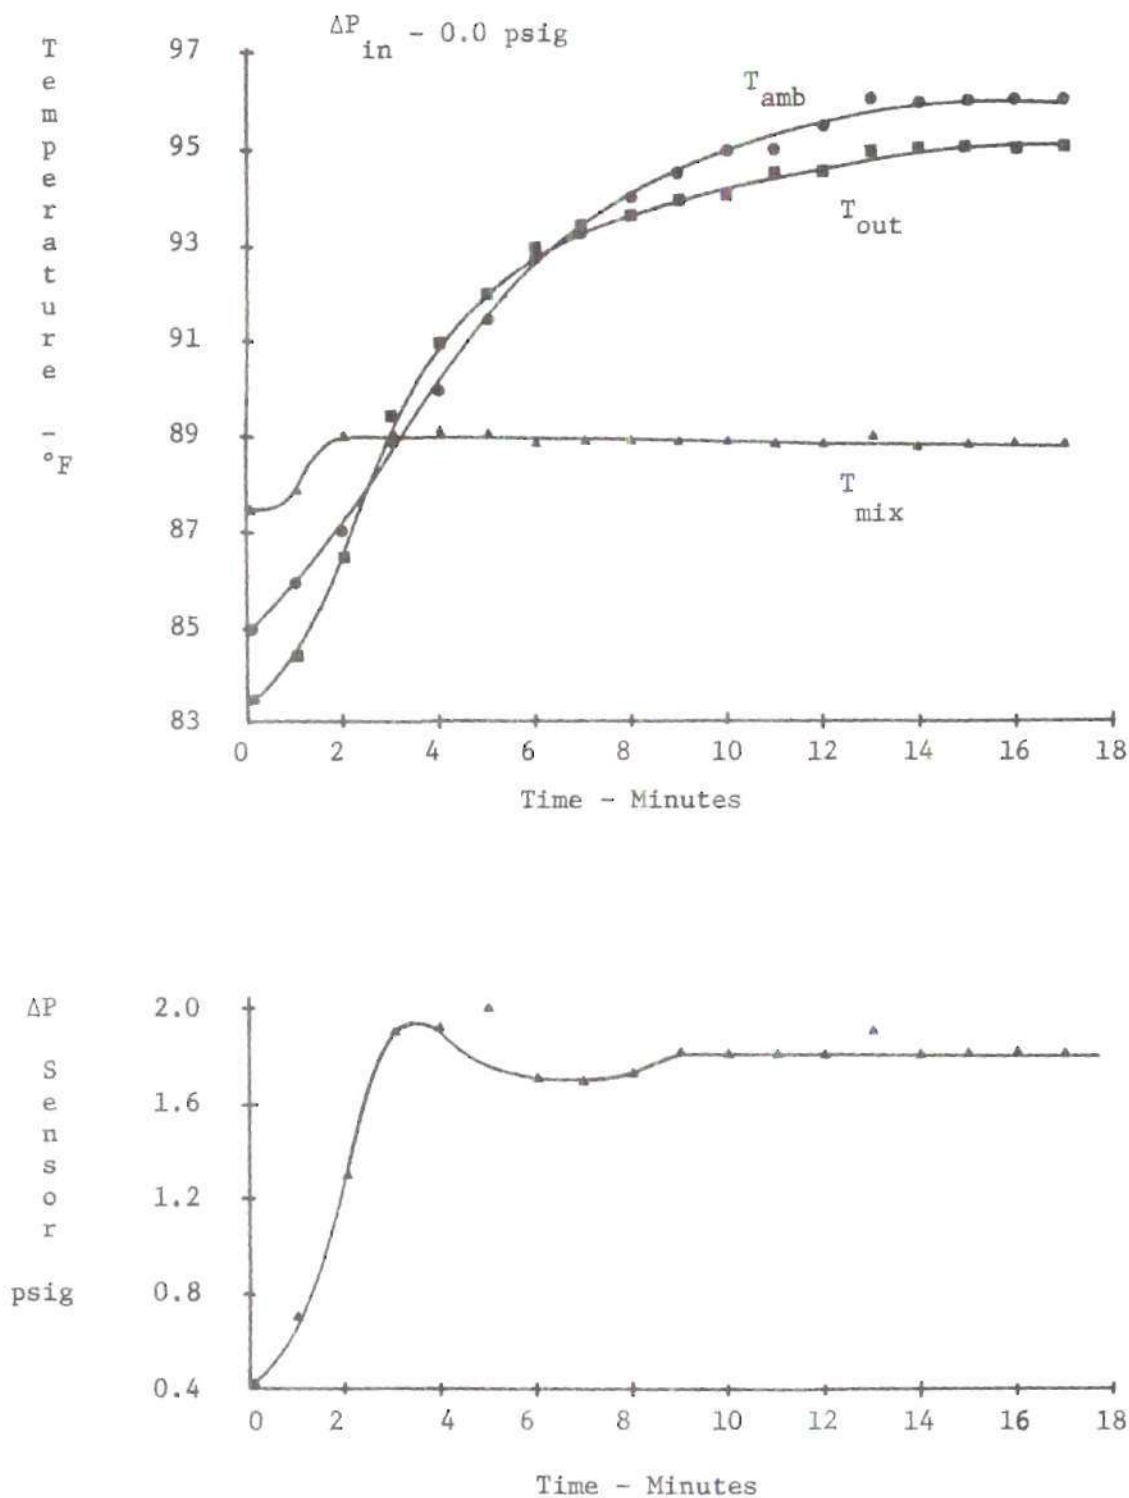 ΔP in - 0.0 psig
Temperature - °F
97
95
93
91
89
87
85
83
T amb
T out
T mix
0 2 4 6 8 10 12 14 16 18
Time - Minutes
ΔP Sensor psig
2.0
1.6
1.2
0.8
0.4
0 2 4 6 8 10 12 14 16 18
Time - Minutes